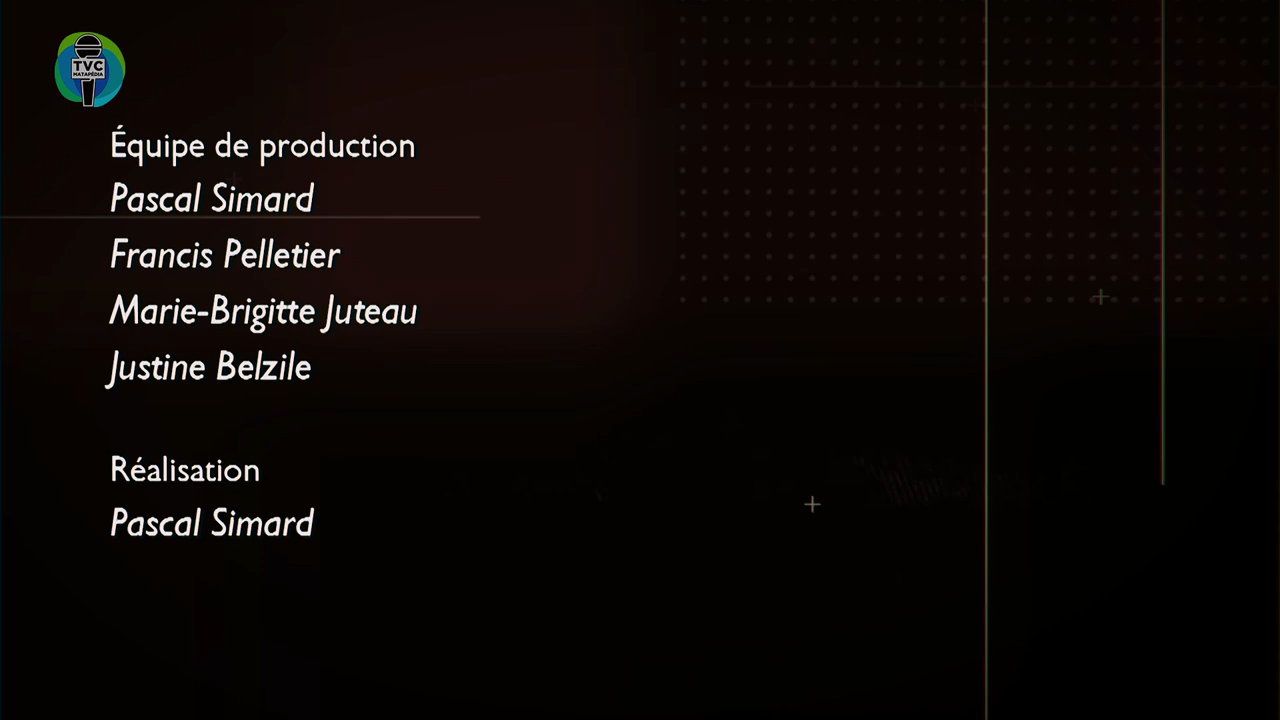 TVC
MATAPÉDIA
Équipe de production
Pascal Simard
Francis Pelletier
Marie-Brigitte Juteau
Justine Belzile
Réalisation
Pascal Simard